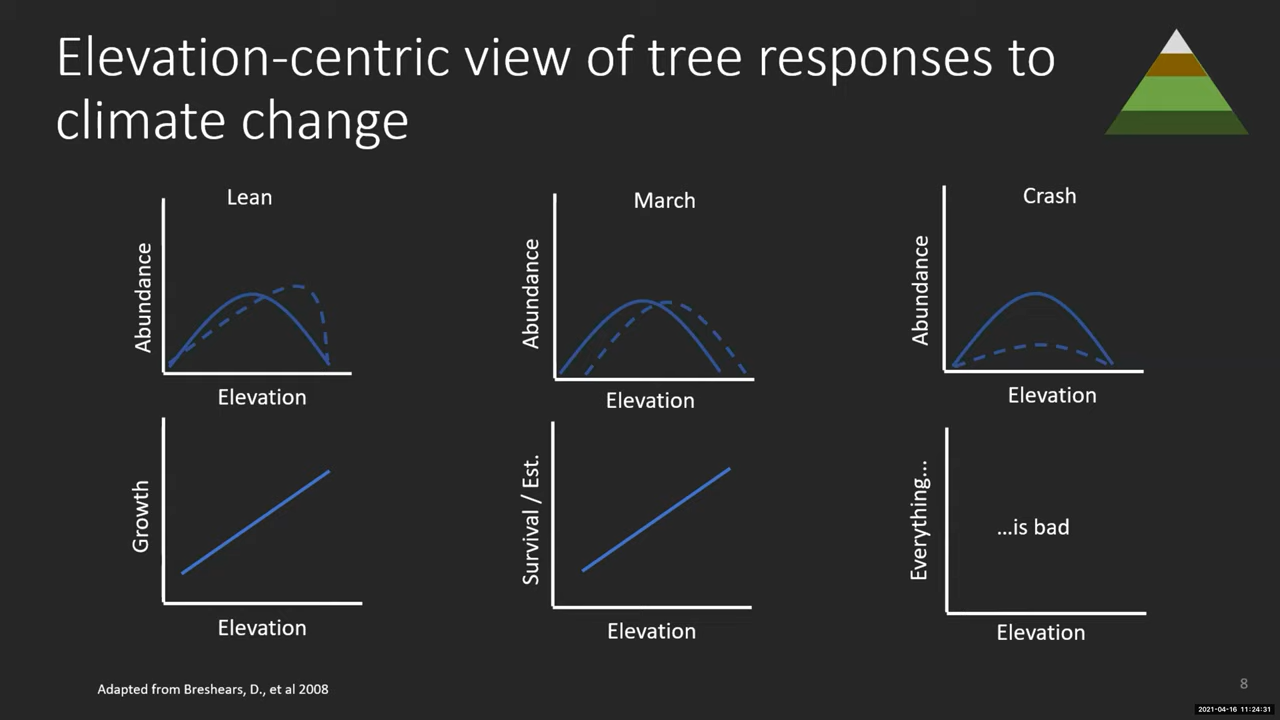 Elevation-centric view of tree responses to
climate change
Lean
Abundance
Elevation
March
Abundance
Elevation
Crash
Abundance
Elevation
Growth
Elevation
Survival / Est.
Elevation
Everything...
...is bad
Elevation
Adapted from Breshears, D., et al 2008
8
2021-04-16 11:24:31